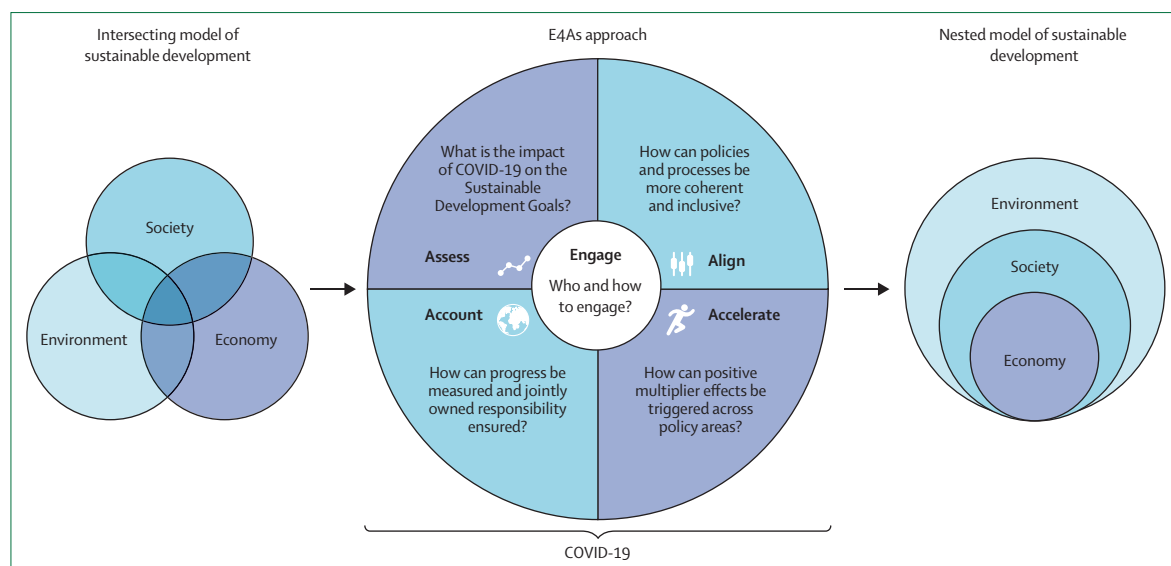 Intersecting model of
sustainable development
Society
Environment
Economy
E4As approach
What is the impact
of COVID-19 on the
Sustainable
Development Goals?
Assess
How can policies
and processes be
more coherent
and inclusive?
Align
Engage
Who and how
to engage?
Account
How can progress be
measured and jointly
owned responsibility
ensured?
Accelerate
How can positive
multiplier effects be
triggered across
policy areas?
COVID-19
Nested model of sustainable
development
Environment
Society
Economy